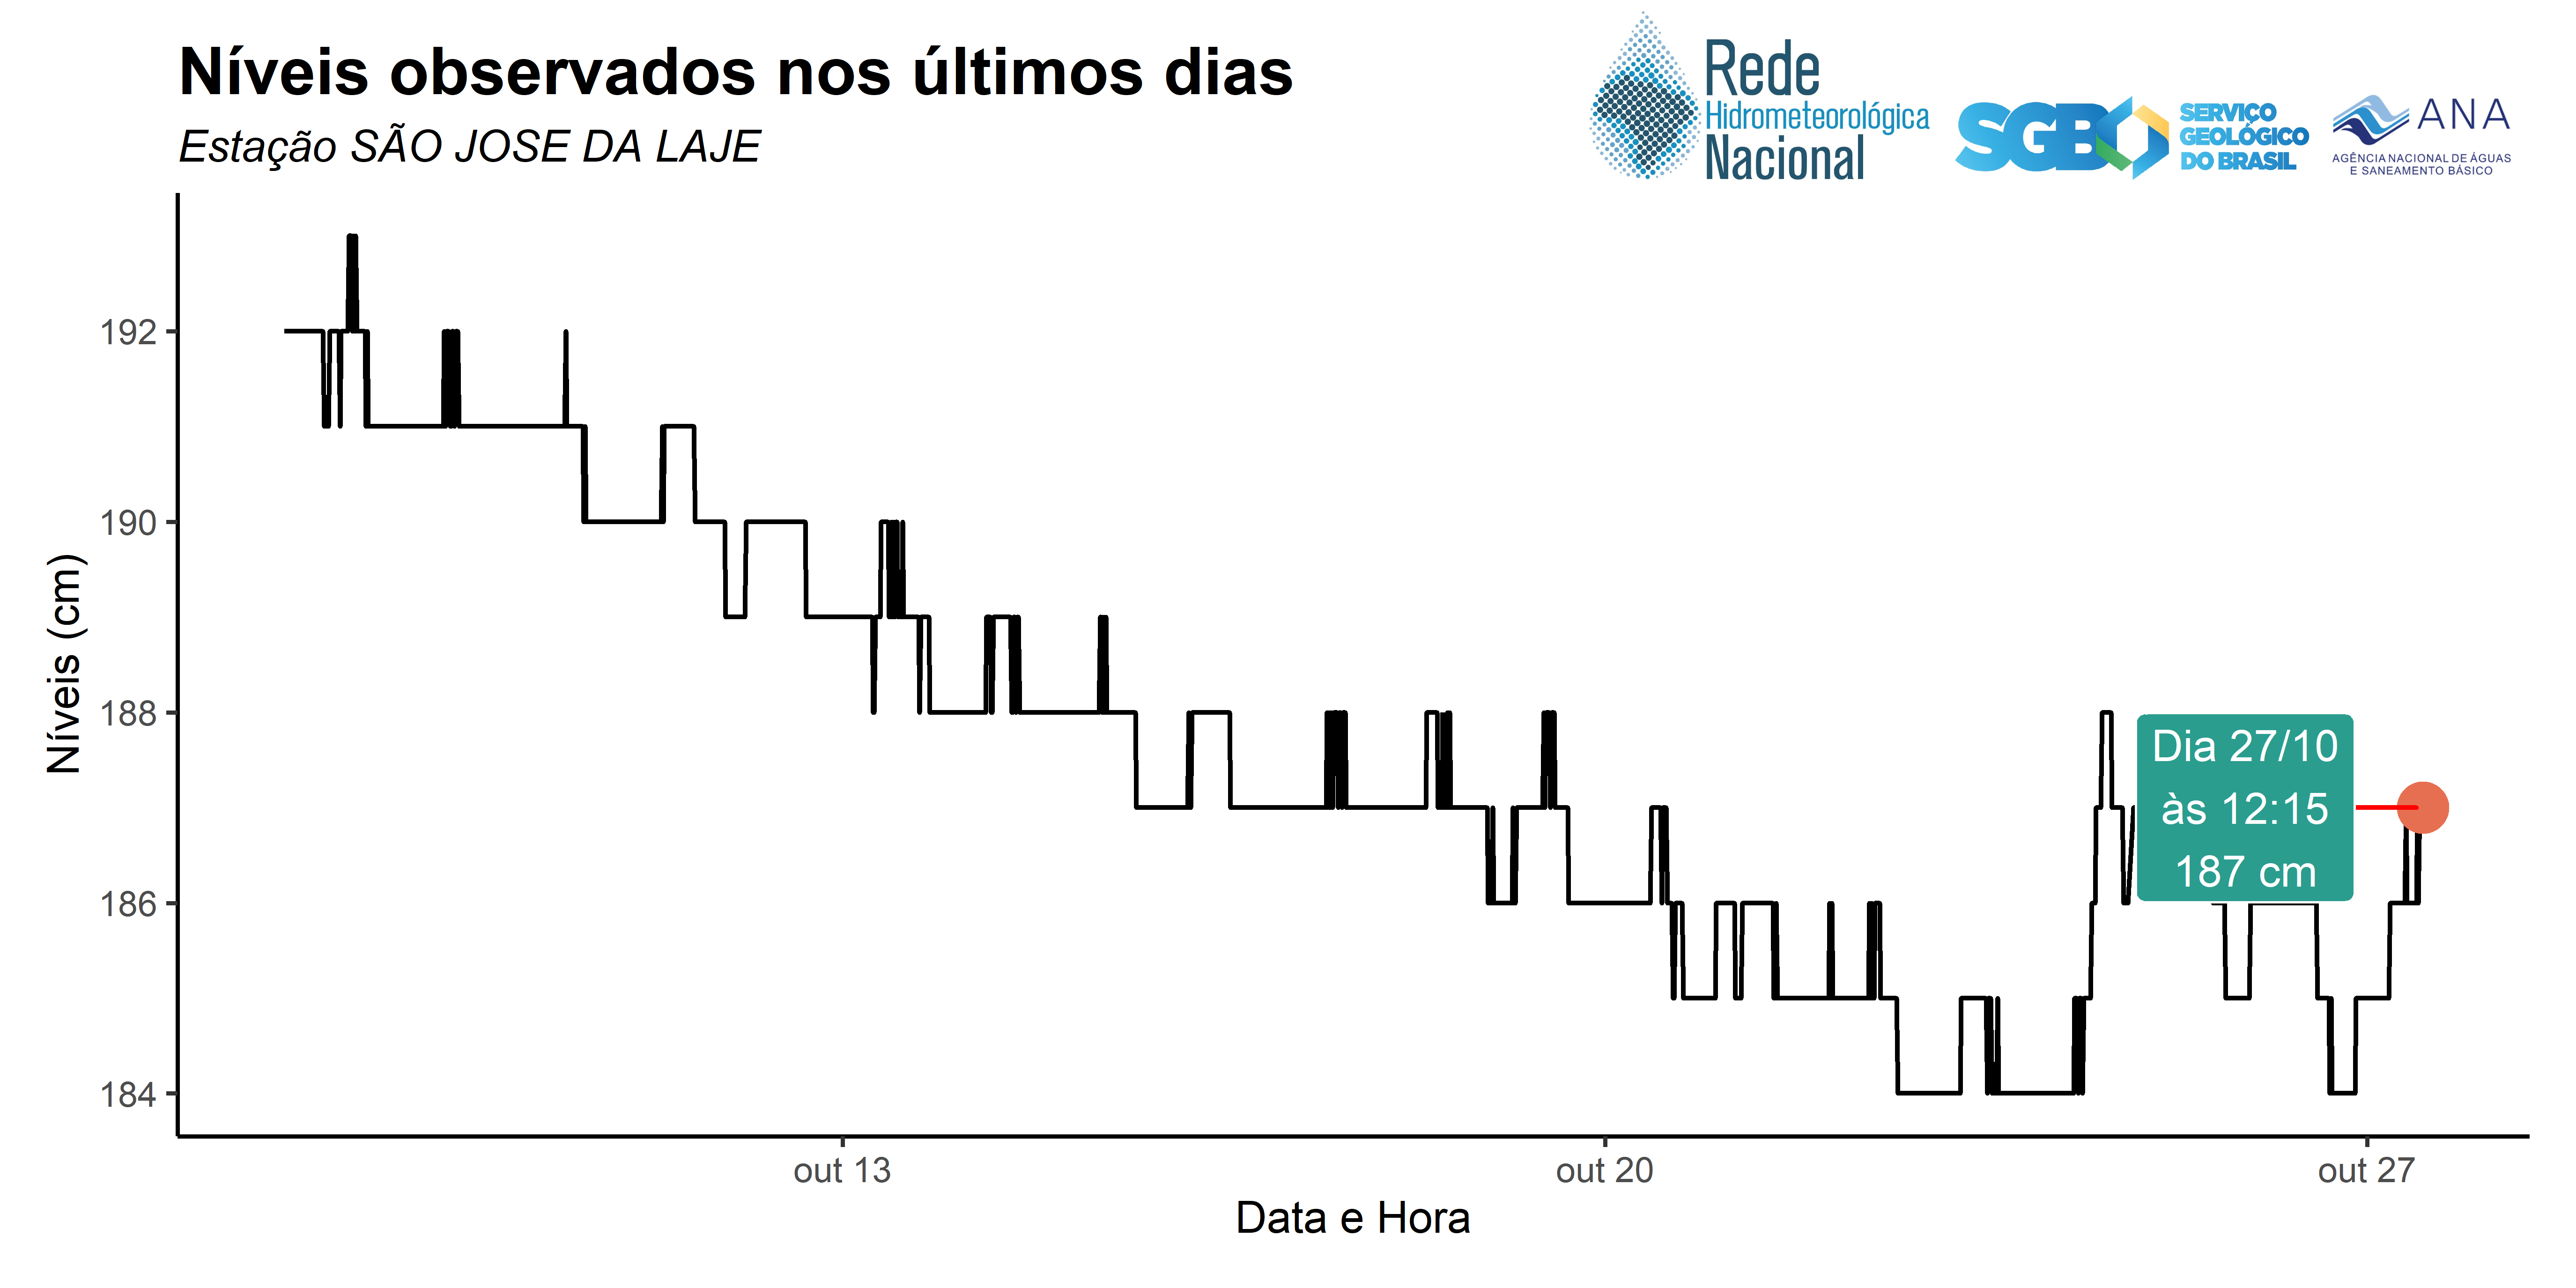 Níveis observados nos últimos dias
Estação SÃO JOSE DA LAJE
Rede
Hidrometeorológica
Nacional
SGB
SERVIÇO
GEOLÓGICO
DO BRASIL
ANA
AGÊNCIA NACIONAL DE ÁGUAS
E SANEAMENTO BÁSICO
Níveis (cm)
192
190
188
186
184
Dia 27/10
às 12:15
187 cm
out 13
out 20
out 27
Data e Hora